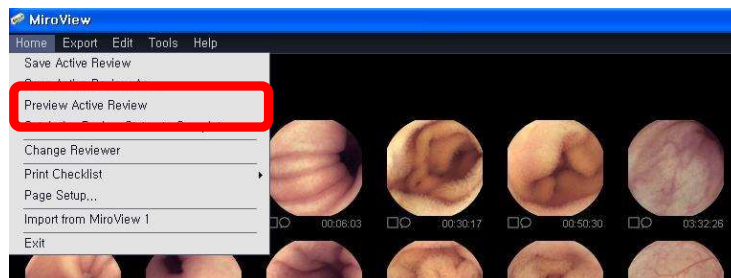 MiroView
Home Export Edit Tools Help
Save Active Review
Preview Active Review
Change Reviewer
Print Checklist
Page Setup...
Import from MiroView 1
Exit
00:06:03 00:30:17 00:50:30 03:32:26